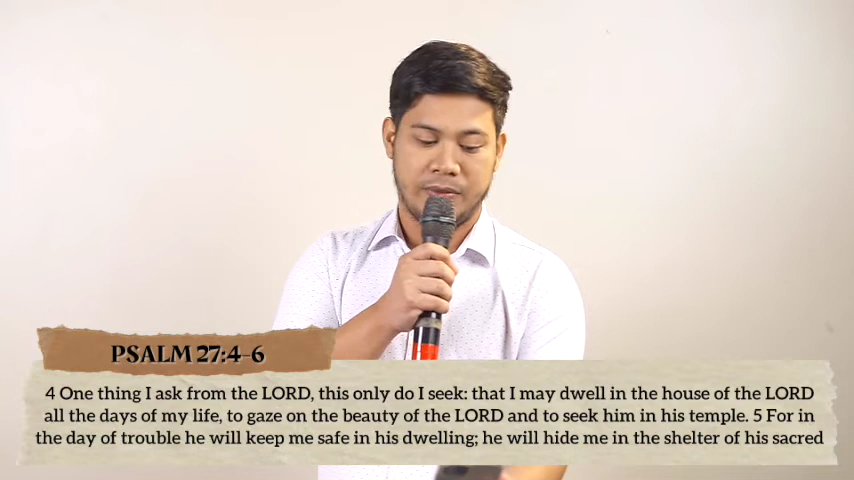 PSALM 27:4-6
4 One thing I ask from the LORD, this only do I seek: that I may dwell in the house of the LORD
all the days of my life, to gaze on the beauty of the LORD and to seek him in his temple. 5 For in
the day of trouble he will keep me safe in his dwelling; he will hide me in the shelter of his sacred